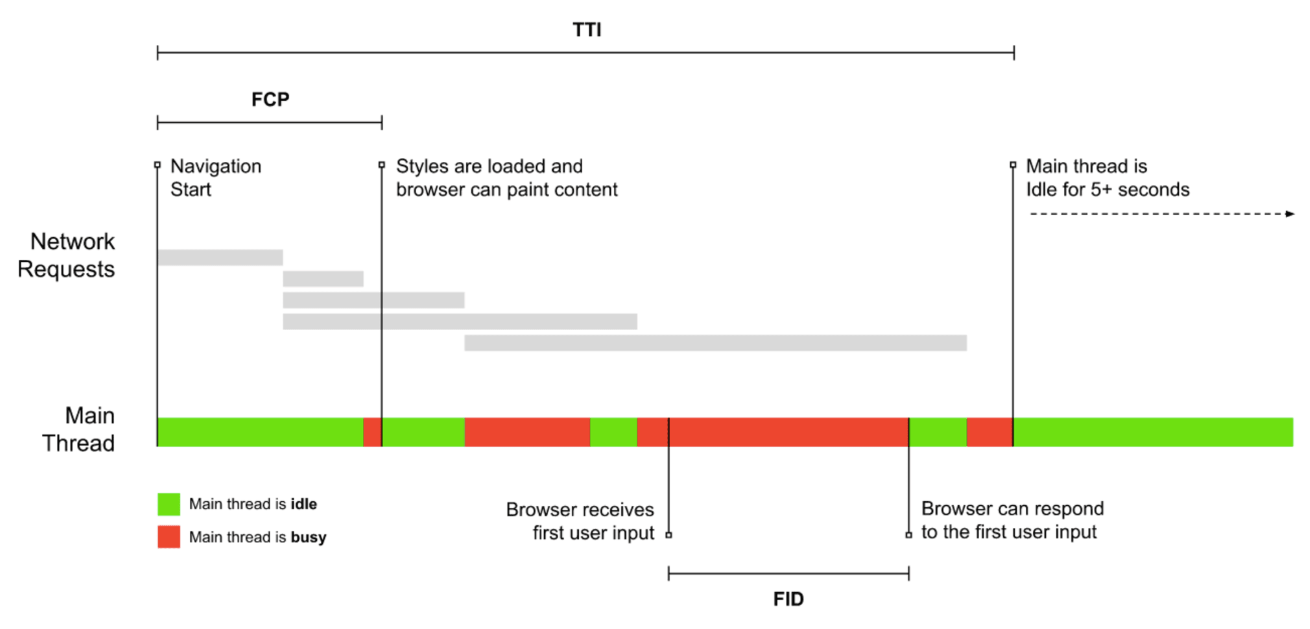 TTI
FCP
Navigation
Start
Styles are loaded and
browser can paint content
Main thread is
Idle for 5+ seconds
Network
Requests
Main
Thread
Main thread is idle
Main thread is busy
Browser receives
first user input
Browser can respond
to the first user input
FID